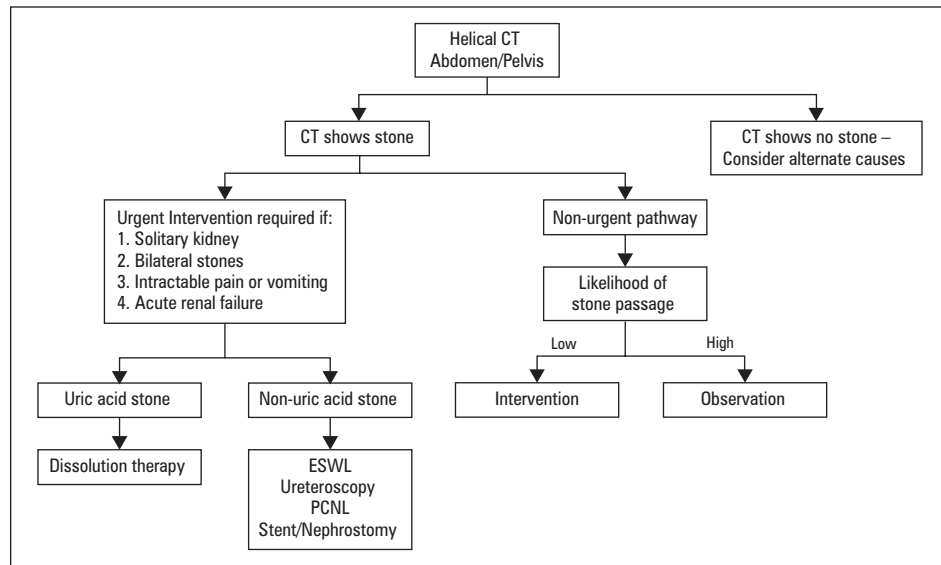 Helical CT
Abdomen/Pelvis
CT shows stone
CT shows no stone –
Consider alternate causes
Urgent Intervention required if:
1. Solitary kidney
2. Bilateral stones
3. Intractable pain or vomiting
4. Acute renal failure
Non-urgent pathway
Likelihood of
stone passage
Low
High
Uric acid stone
Non-uric acid stone
Intervention
Observation
Dissolution therapy
ESWL
Ureteroscopy
PCNL
Stent/Nephrostomy